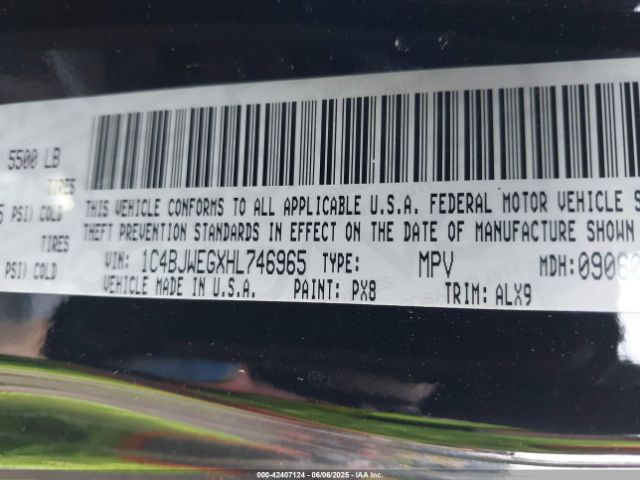 5500 LB
TIRES
5 PSI) COLD
TIRES
PSI) COLD
THIS VEHICLE CONFORMS TO ALL APPLICABLE U.S.A. FEDERAL MOTOR VEHICLE S
THEFT PREVENTION STANDARDS IN EFFECT ON THE DATE OF MANUFACTURE SHOWN
VIN: 1C4BJWEGXHL746965 TYPE: MPV MDH:09060
VEHICLE MADE IN U.S.A. PAINT: PX8 TRIM: ALX9
000-42407124 | 06/06/2025 - IAA Inc.